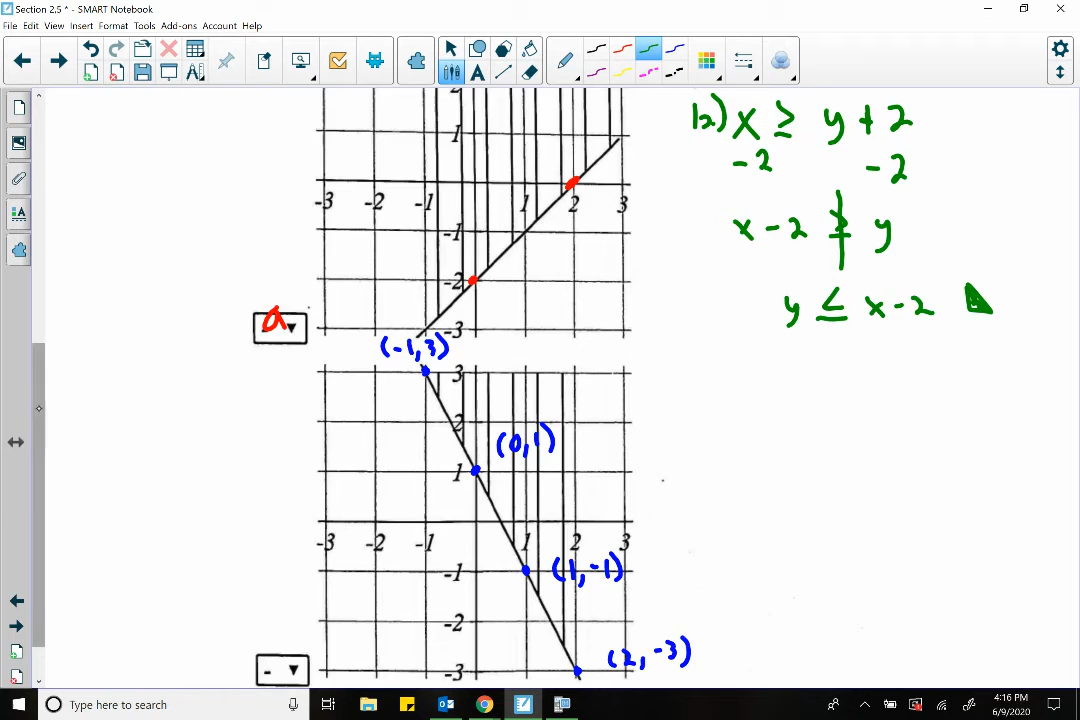 Section 2.5 * - SMART Notebook
File Edit View Insert Format Tools Add-ons Account Help
1
-3 -2 -1 1 2 3
-1
-2
-3
a ▼
12) x ≥ y + 2
-2 -2
x - 2 ≥ y
y ≤ x - 2
(-1,3)
3
2
(0,1)
1
-3 -2 -1 1 2 3
-1
(1,-1)
-2
(2,-3)
-3
- ▼
Type here to search
4:16 PM
6/9/2020